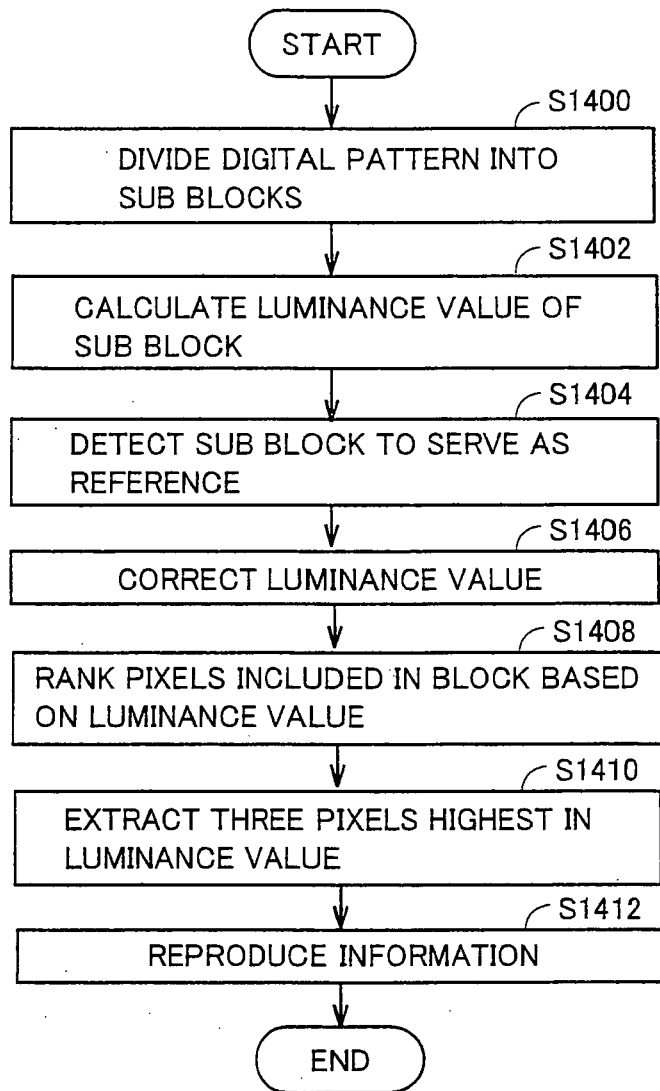 START
S1400
DIVIDE DIGITAL PATTERN INTO
SUB BLOCKS
S1402
CALCULATE LUMINANCE VALUE OF
SUB BLOCK
S1404
DETECT SUB BLOCK TO SERVE AS
REFERENCE
S1406
CORRECT LUMINANCE VALUE
S1408
RANK PIXELS INCLUDED IN BLOCK BASED
ON LUMINANCE VALUE
S1410
EXTRACT THREE PIXELS HIGHEST IN
LUMINANCE VALUE
S1412
REPRODUCE INFORMATION
END